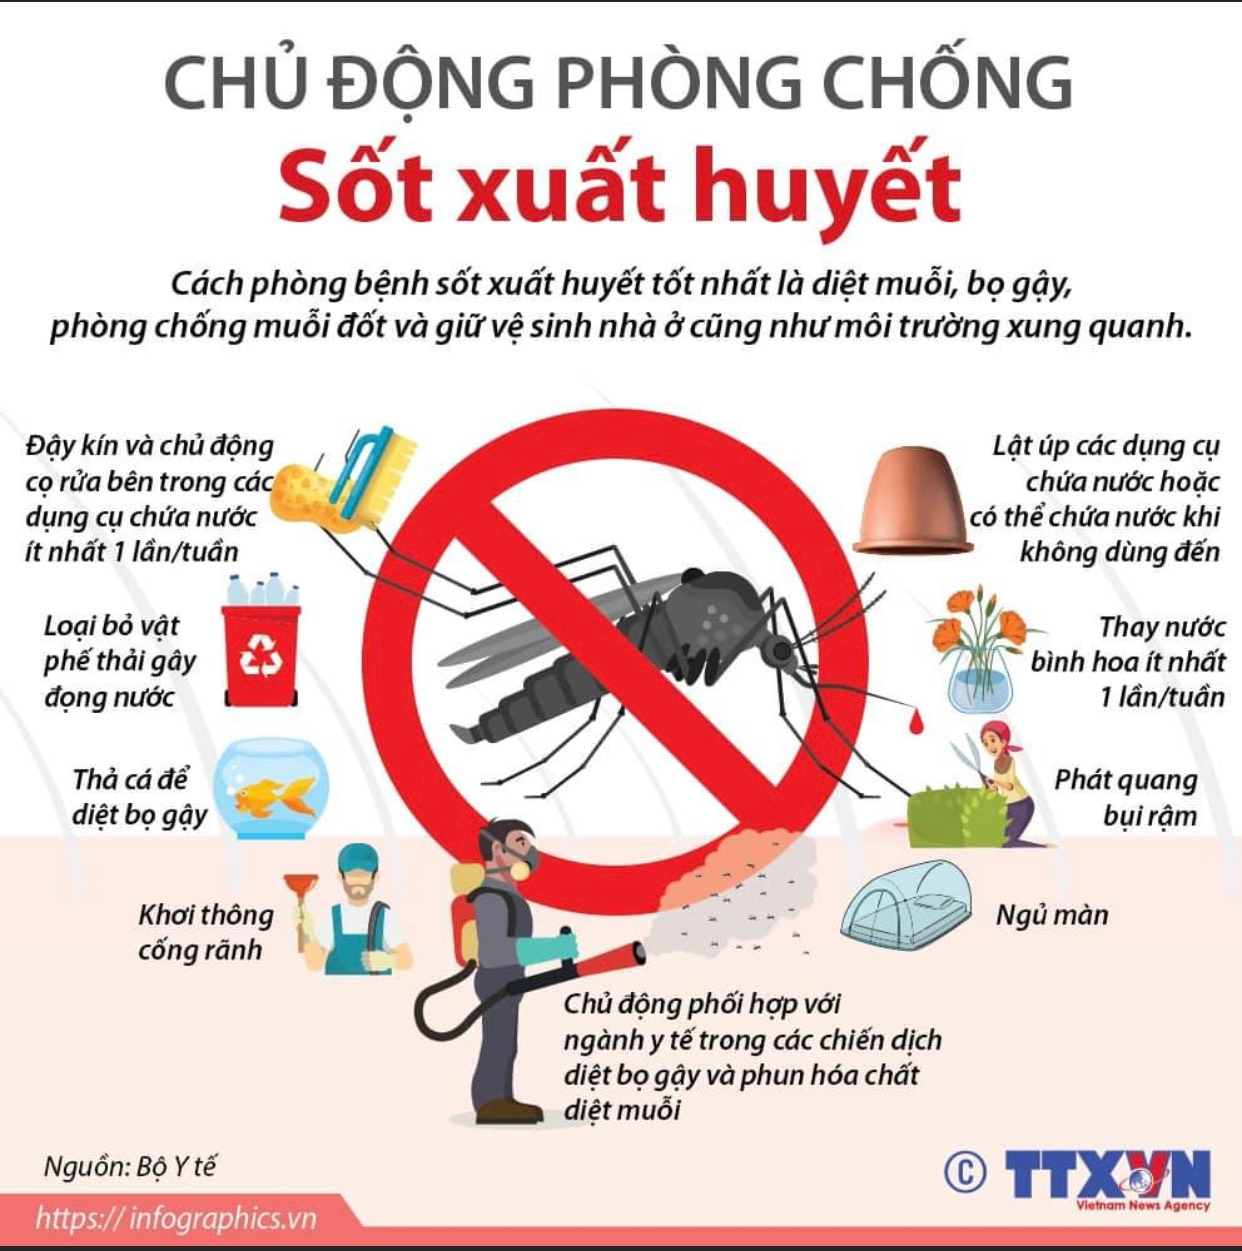 CHỦ ĐỘNG PHÒNG CHỐNG
Sốt xuất huyết
Cách phòng bệnh sốt xuất huyết tốt nhất là diệt muỗi, bọ gậy,
phòng chống muỗi đốt và giữ vệ sinh nhà ở cũng như môi trường xung quanh.
Đậy kín và chủ động
cọ rửa bên trong các
dụng cụ chứa nước
ít nhất 1 lần/tuần
Loại bỏ vật
phế thải gây
đọng nước
Thả cá để
diệt bọ gậy
Khơi thông
cống rãnh
Lật úp các dụng cụ
chứa nước hoặc
có thể chứa nước khi
không dùng đến
Thay nước
bình hoa ít nhất
1 lần/tuần
Phát quang
bụi rậm
Ngủ màn
Chủ động phối hợp với
ngành y tế trong các chiến dịch
diệt bọ gậy và phun hóa chất
diệt muỗi
Nguồn: Bộ Y tế
© TTXVN
Vietnam News Agency
https://infographics.vn